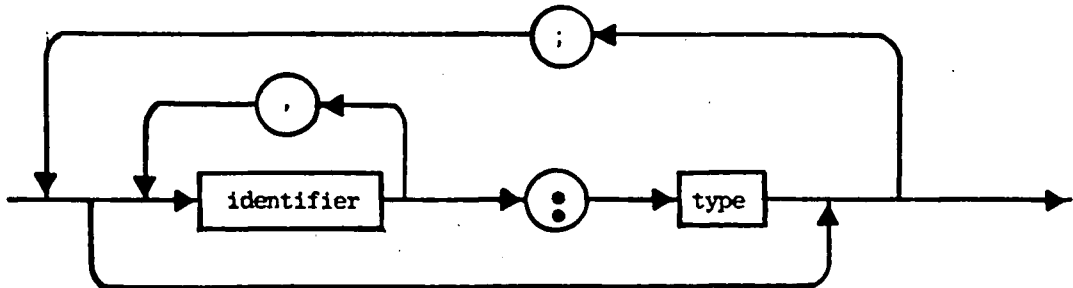 ;
,
identifier
:
type